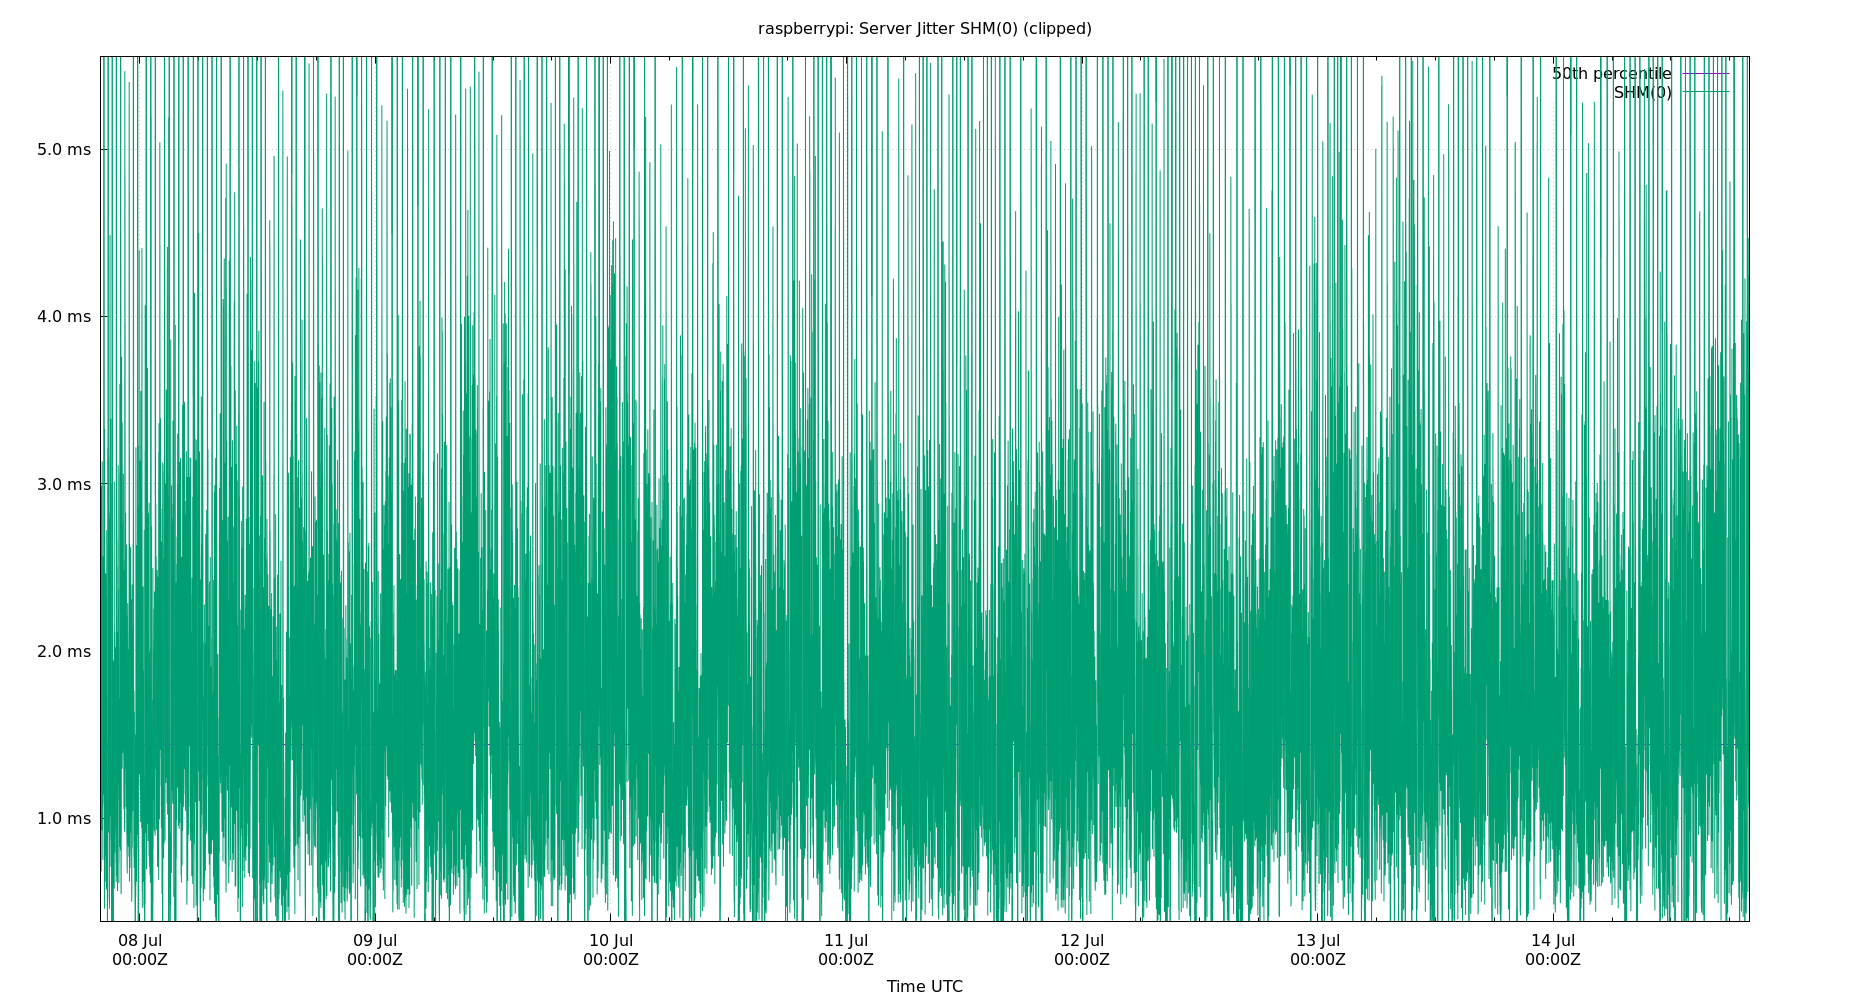 raspberrypi: Server Jitter SHM(0) (clipped)
50th percentile
SHM(0)
5.0 ms
4.0 ms
3.0 ms
2.0 ms
1.0 ms
08 Jul 09 Jul 10 Jul 11 Jul 12 Jul 13 Jul 14 Jul
00:00Z 00:00Z 00:00Z 00:00Z 00:00Z 00:00Z 00:00Z
Time UTC